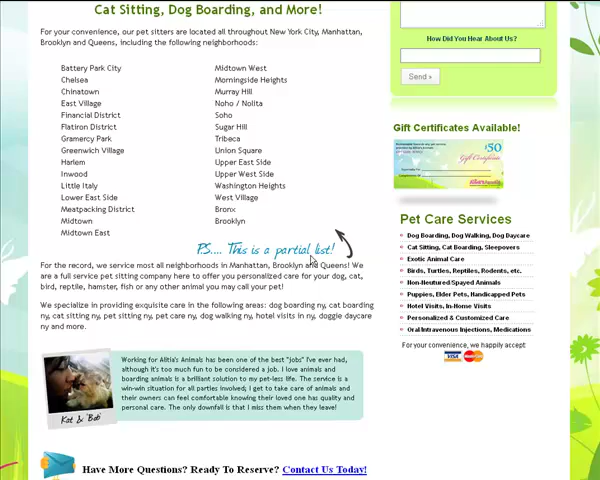 Cat Sitting, Dog Boarding, and More!
For your convenience, our pet sitters are located all throughout New York City, Manhattan,
Brooklyn and Queens, including the following neighborhoods:
Battery Park City
Chelsea
Chinatown
East Village
Financial District
Flatiron District
Gramercy Park
Greenwich Village
Harlem
Inwood
Little Italy
Lower East Side
Meatpacking District
Midtown
Midtown East
Midtown West
Morningside Heights
Murray Hill
Noho / Nolita
Soho
Sugar Hill
Tribeca
Union Square
Upper East Side
Upper West Side
Washington Heights
West Village
Bronx
Brooklyn
P.S.... This is a partial list!
For the record, we service most all neighborhoods in Manhattan, Brooklyn and Queens! We
are a full service pet sitting company here to offer you personalized care for your dog, cat,
bird, reptile, hamster, fish or any other animal you may call your pet!
We specialize in providing exquisite care in the following areas: dog boarding ny, cat boarding
ny, cat sitting ny, pet sitting ny, pet care ny, dog walking ny, hotel visits in ny, doggie daycare
ny and more.
Working for Alitia's Animals has been one of the best "jobs" I've ever had,
although it's too much fun to be considered a job. I love animals and
boarding animals is a brilliant solution to my pet-less life. The service is a
win-win situation for all parties involved; I get to take care of animals and
their owners can feel comfortable knowing their loved one has quality and
personal care. The only downfall is that I miss them when they leave!
Kat & "Bob"
Have More Questions? Ready To Reserve? Contact Us Today!
How Did You Hear About Us?
Send »
Gift Certificates Available!
$50
Gift Certificate
Pet Care Services
Dog Boarding, Dog Walking, Dog Daycare
Cat Sitting, Cat Boarding, Sleepovers
Exotic Animal Care
Birds, Turtles, Reptiles, Rodents, etc.
Non-Neutured Spayed Animals
Puppies, Elder Pets, Handicapped Pets
Hotel Visits, In-Home Visits
Personalized & Customized Care
Oral Intravenous Injections, Medications
For your convenience, we happily accept:
VISA MasterCard